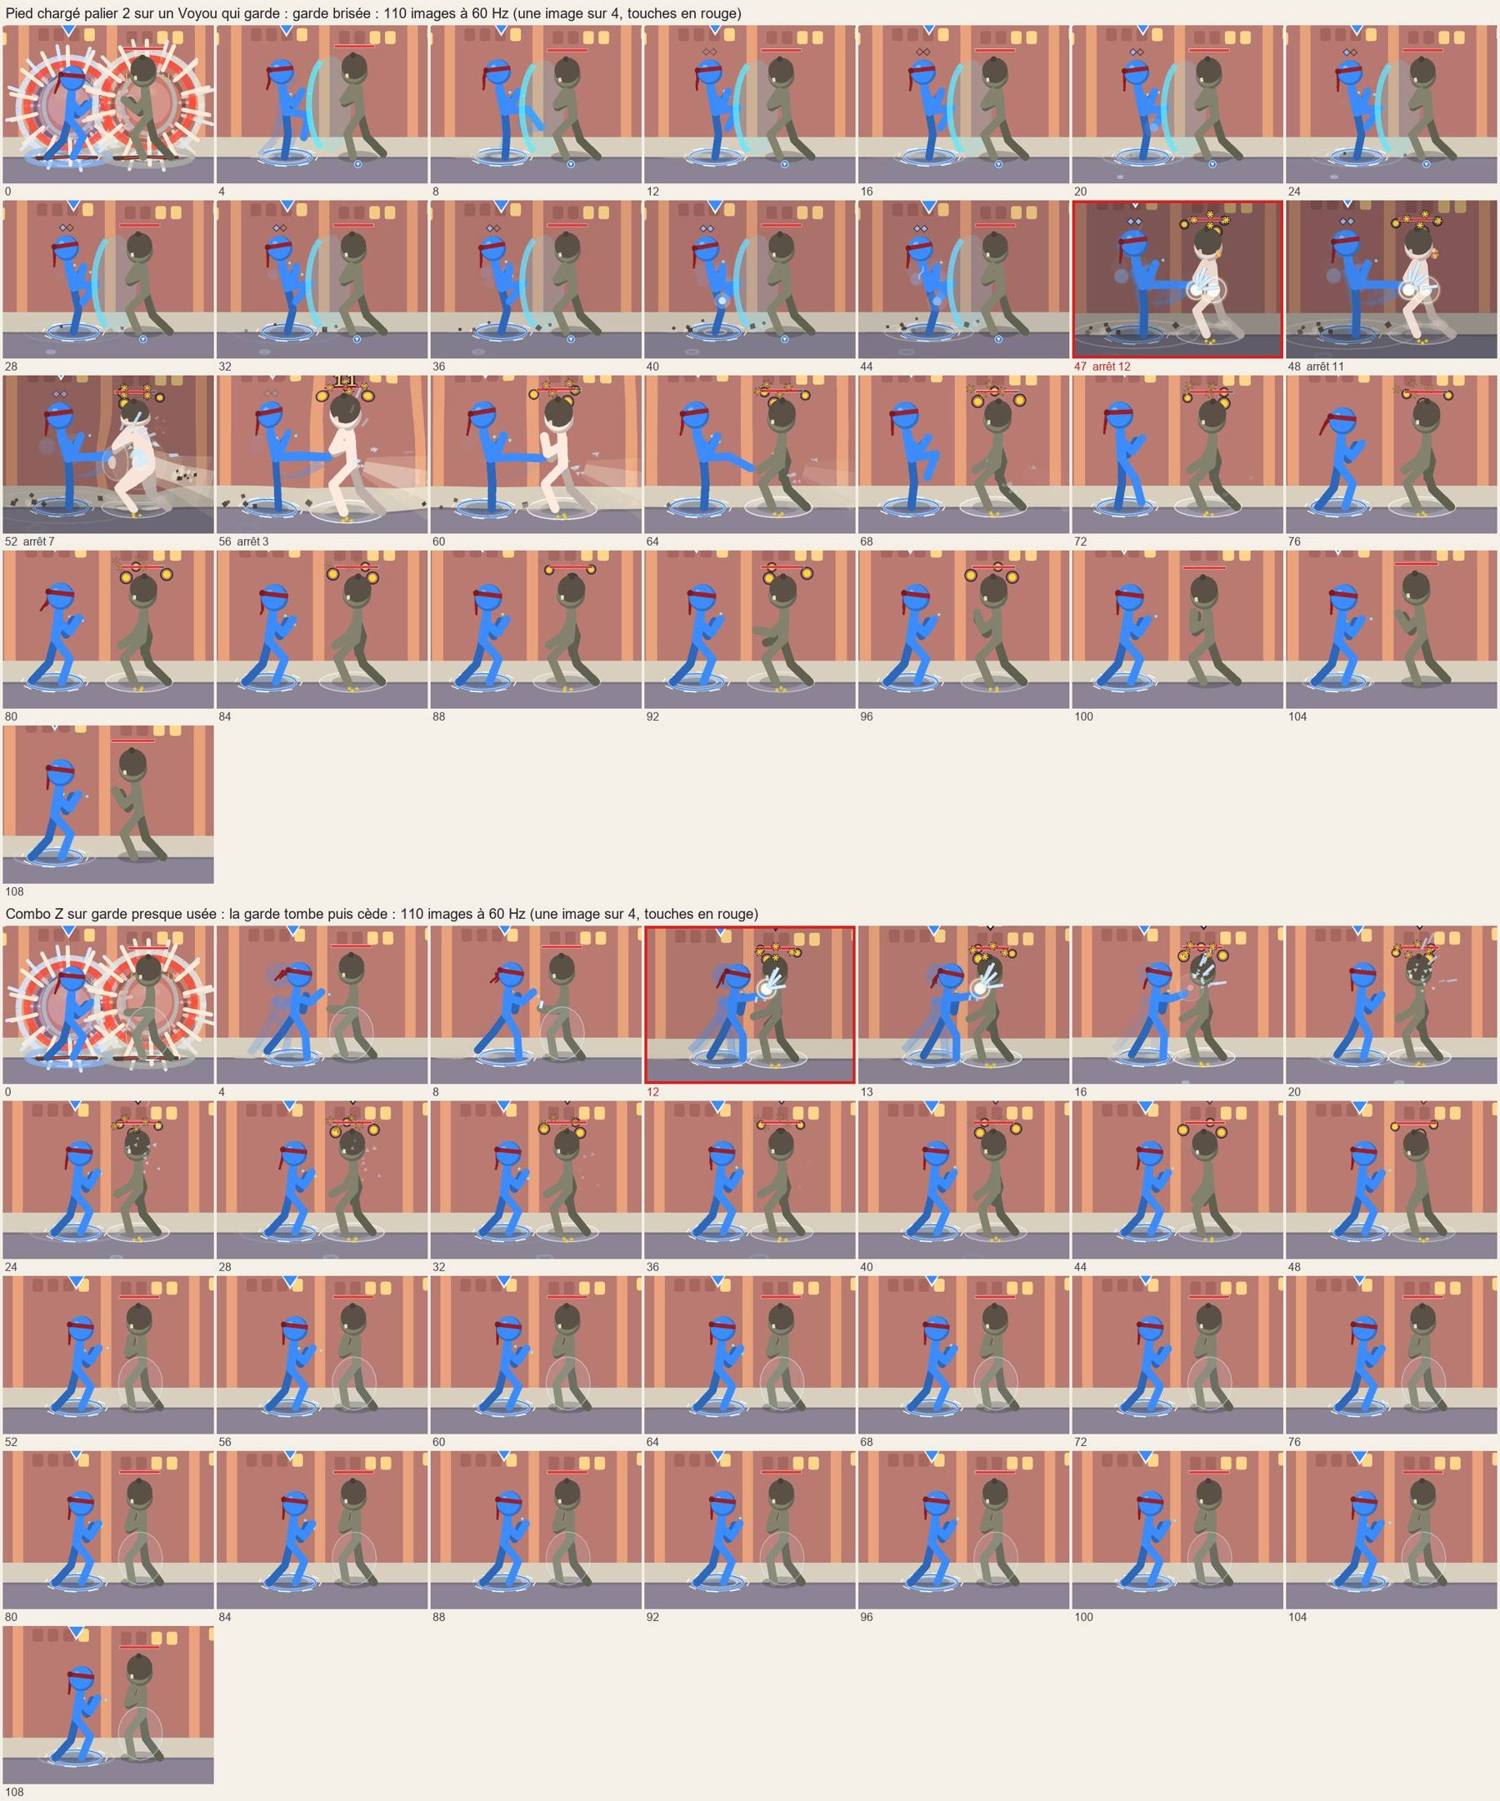 Pied chargé palier 2 sur un Voyou qui garde : garde brisée : 110 images à 60 Hz (une image sur 4, touches en rouge)
0 4 8 12 16 20 24
28 32 36 40 44 47 arrêt 12 48 arrêt 11
11
52 arrêt 7 56 arrêt 3 60 64 68 72 76
80 84 88 92 96 100 104
108
Combo Z sur garde presque usée : la garde tombe puis cède : 110 images à 60 Hz (une image sur 4, touches en rouge)
0 4 8 12 13 16 20
24 28 32 36 40 44 48
52 56 60 64 68 72 76
80 84 88 92 96 100 104
108